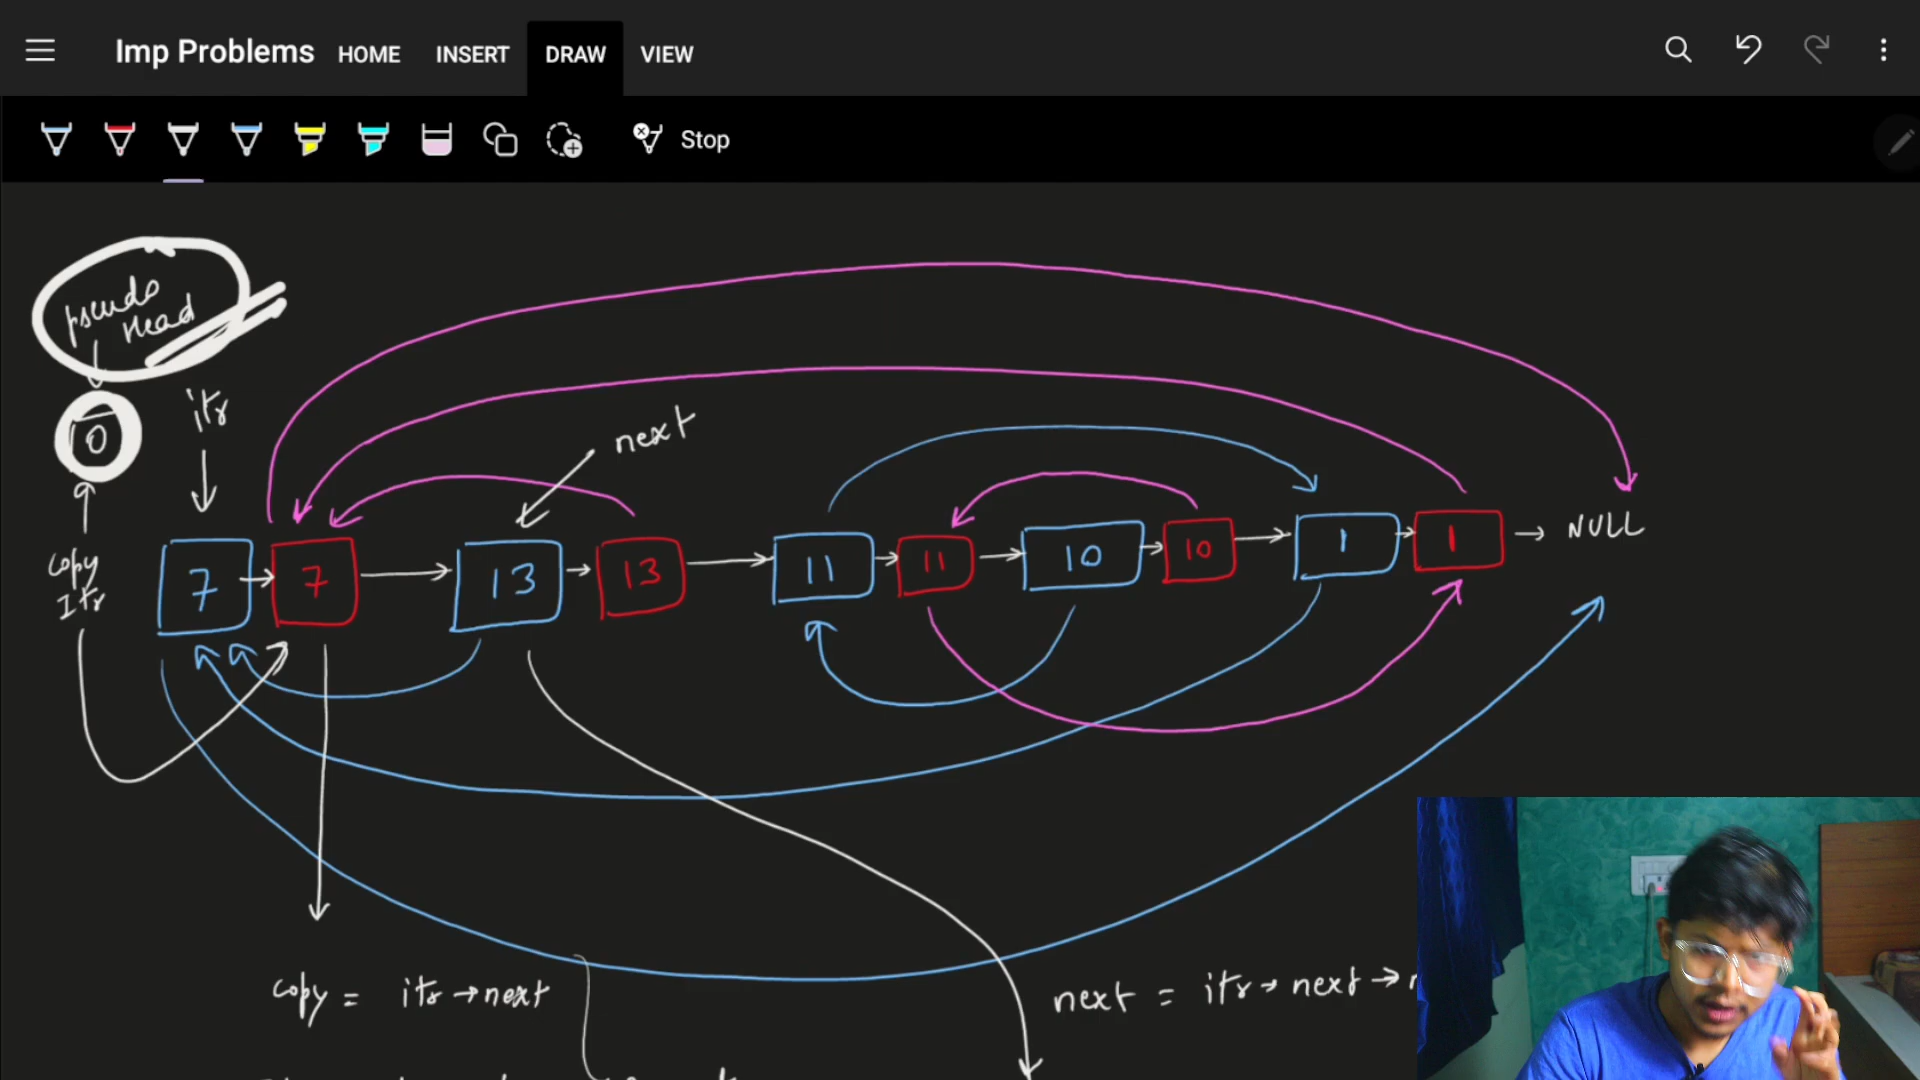 Imp Problems HOME INSERT DRAW VIEW
Stop
pseudo
Head
0
itr
next
copy
Itr
7 7 13 13 11 11 10 10 1 1 NULL
copy = itr→next
next = itr→next→